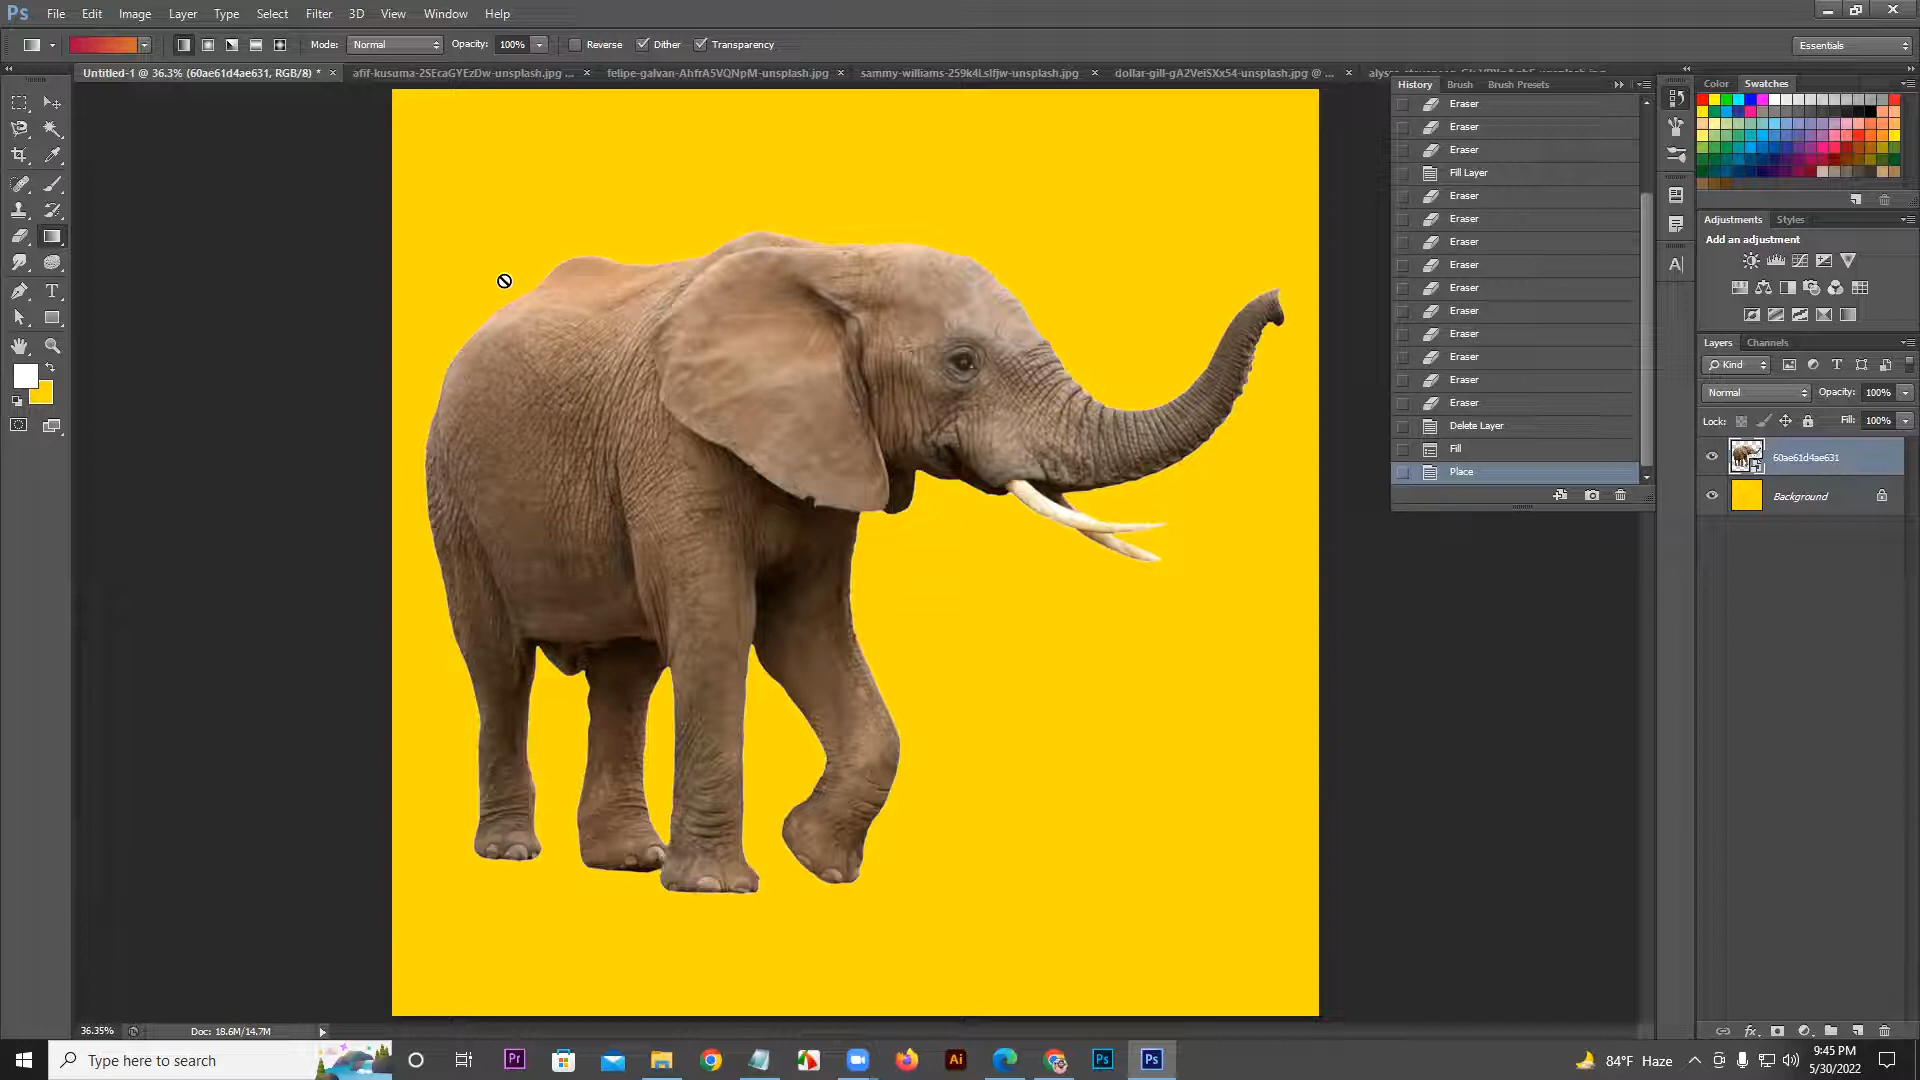 Ps File Edit Image Layer Type Select Filter 3D View Window Help
Mode: Normal Opacity: 100% Reverse Dither Transparency Essentials
Untitled-1 @ 36.3% (60ae61d4ae631, RGB/8) * × afif-kusuma-2SEcaGYEzDw-unsplash.jpg ... × felipe-galvan-AhfrA5VQNpM-unsplash.jpg × sammy-williams-259k4Lslfjw-unsplash.jpg × dollar-gill-gA2VeiSXx54-unsplash.jpg @ ... ×
History Brush Brush Presets
Eraser
Eraser
Eraser
Fill Layer
Eraser
Eraser
Eraser
Eraser
Eraser
Eraser
Eraser
Eraser
Eraser
Eraser
Delete Layer
Fill
Place
Color Swatches
Adjustments Styles
Add an adjustment
Layers Channels
Kind
Normal Opacity: 100%
Lock: Fill: 100%
60ae61d4ae631
Background
36.35% Doc: 18.6M/14.7M
Type here to search
84°F Haze
9:45 PM
5/30/2022